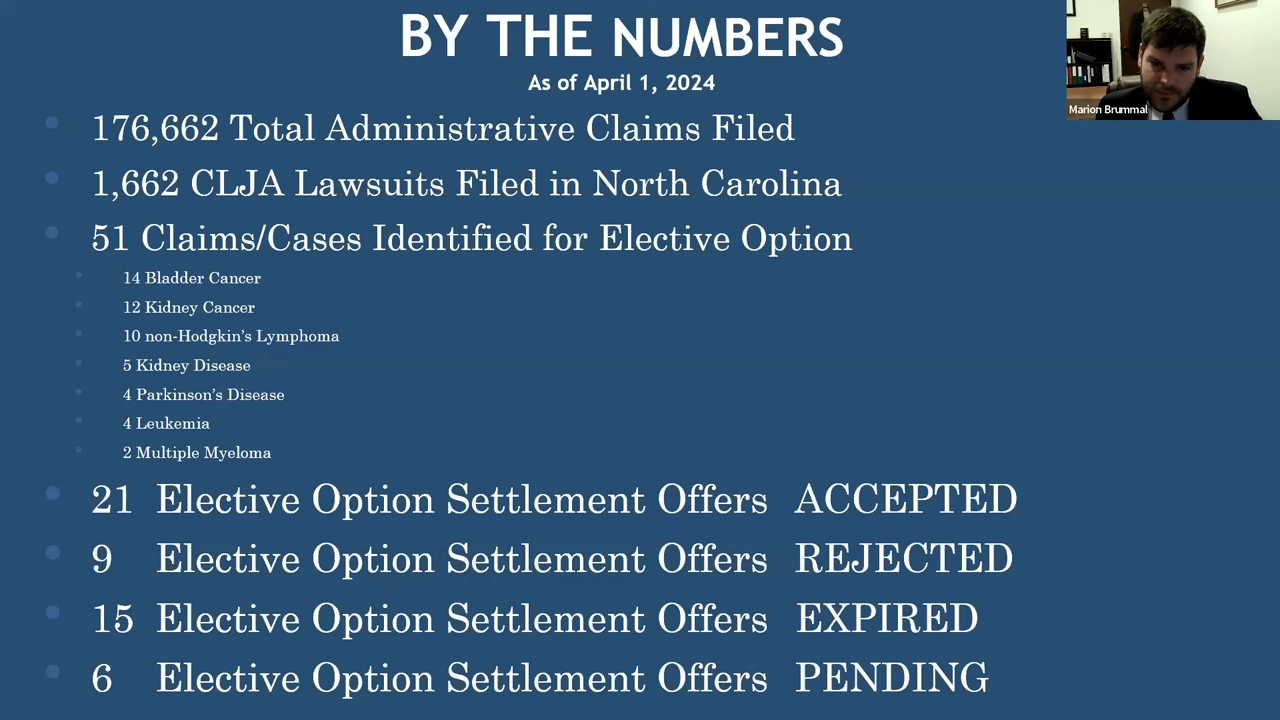 BY THE NUMBERS
As of April 1, 2024
176,662 Total Administrative Claims Filed
1,662 CLJA Lawsuits Filed in North Carolina
51 Claims/Cases Identified for Elective Option
14 Bladder Cancer
12 Kidney Cancer
10 non-Hodgkin’s Lymphoma
5 Kidney Disease
4 Parkinson’s Disease
4 Leukemia
2 Multiple Myeloma
21 Elective Option Settlement Offers ACCEPTED
9 Elective Option Settlement Offers REJECTED
15 Elective Option Settlement Offers EXPIRED
6 Elective Option Settlement Offers PENDING
Marion Brummal